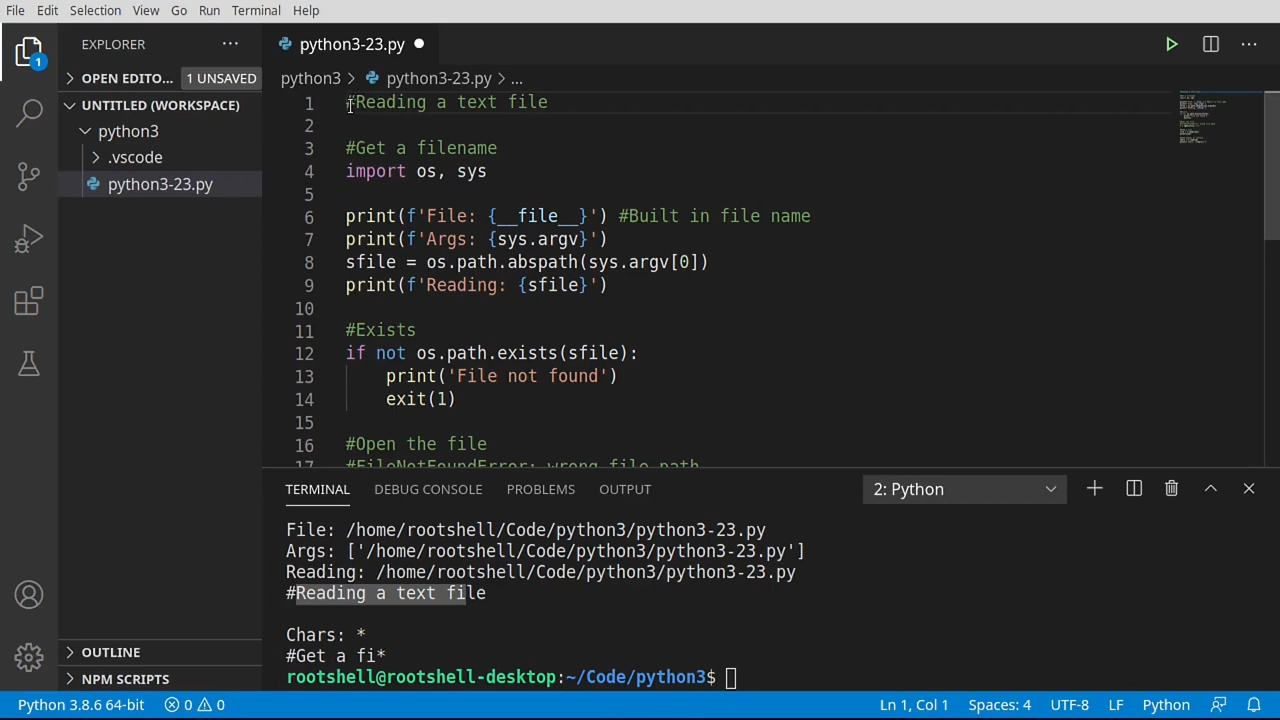 File Edit Selection View Go Run Terminal Help
EXPLORER
python3-23.py
OPEN EDITO... 1 UNSAVED
python3 > python3-23.py > ...
1
UNTITLED (WORKSPACE)
python3
.vscode
python3-23.py
1 #Reading a text file
2
3 #Get a filename
4 import os, sys
5
6 print(f'File: {__file__}') #Built in file name
7 print(f'Args: {sys.argv}')
8 sfile = os.path.abspath(sys.argv[0])
9 print(f'Reading: {sfile}')
10
11 #Exists
12 if not os.path.exists(sfile):
13 print('File not found')
14 exit(1)
15
16 #Open the file
17 #FileNotFoundError: wrong file path
TERMINAL DEBUG CONSOLE PROBLEMS OUTPUT 2: Python
File: /home/rootshell/Code/python3/python3-23.py
Args: ['/home/rootshell/Code/python3/python3-23.py']
Reading: /home/rootshell/Code/python3/python3-23.py
#Reading a text file
Chars: *
#Get a fi*
rootshell@rootshell-desktop:~/Code/python3$
OUTLINE
NPM SCRIPTS
Python 3.8.6 64-bit 0 0 Ln 1, Col 1 Spaces: 4 UTF-8 LF Python